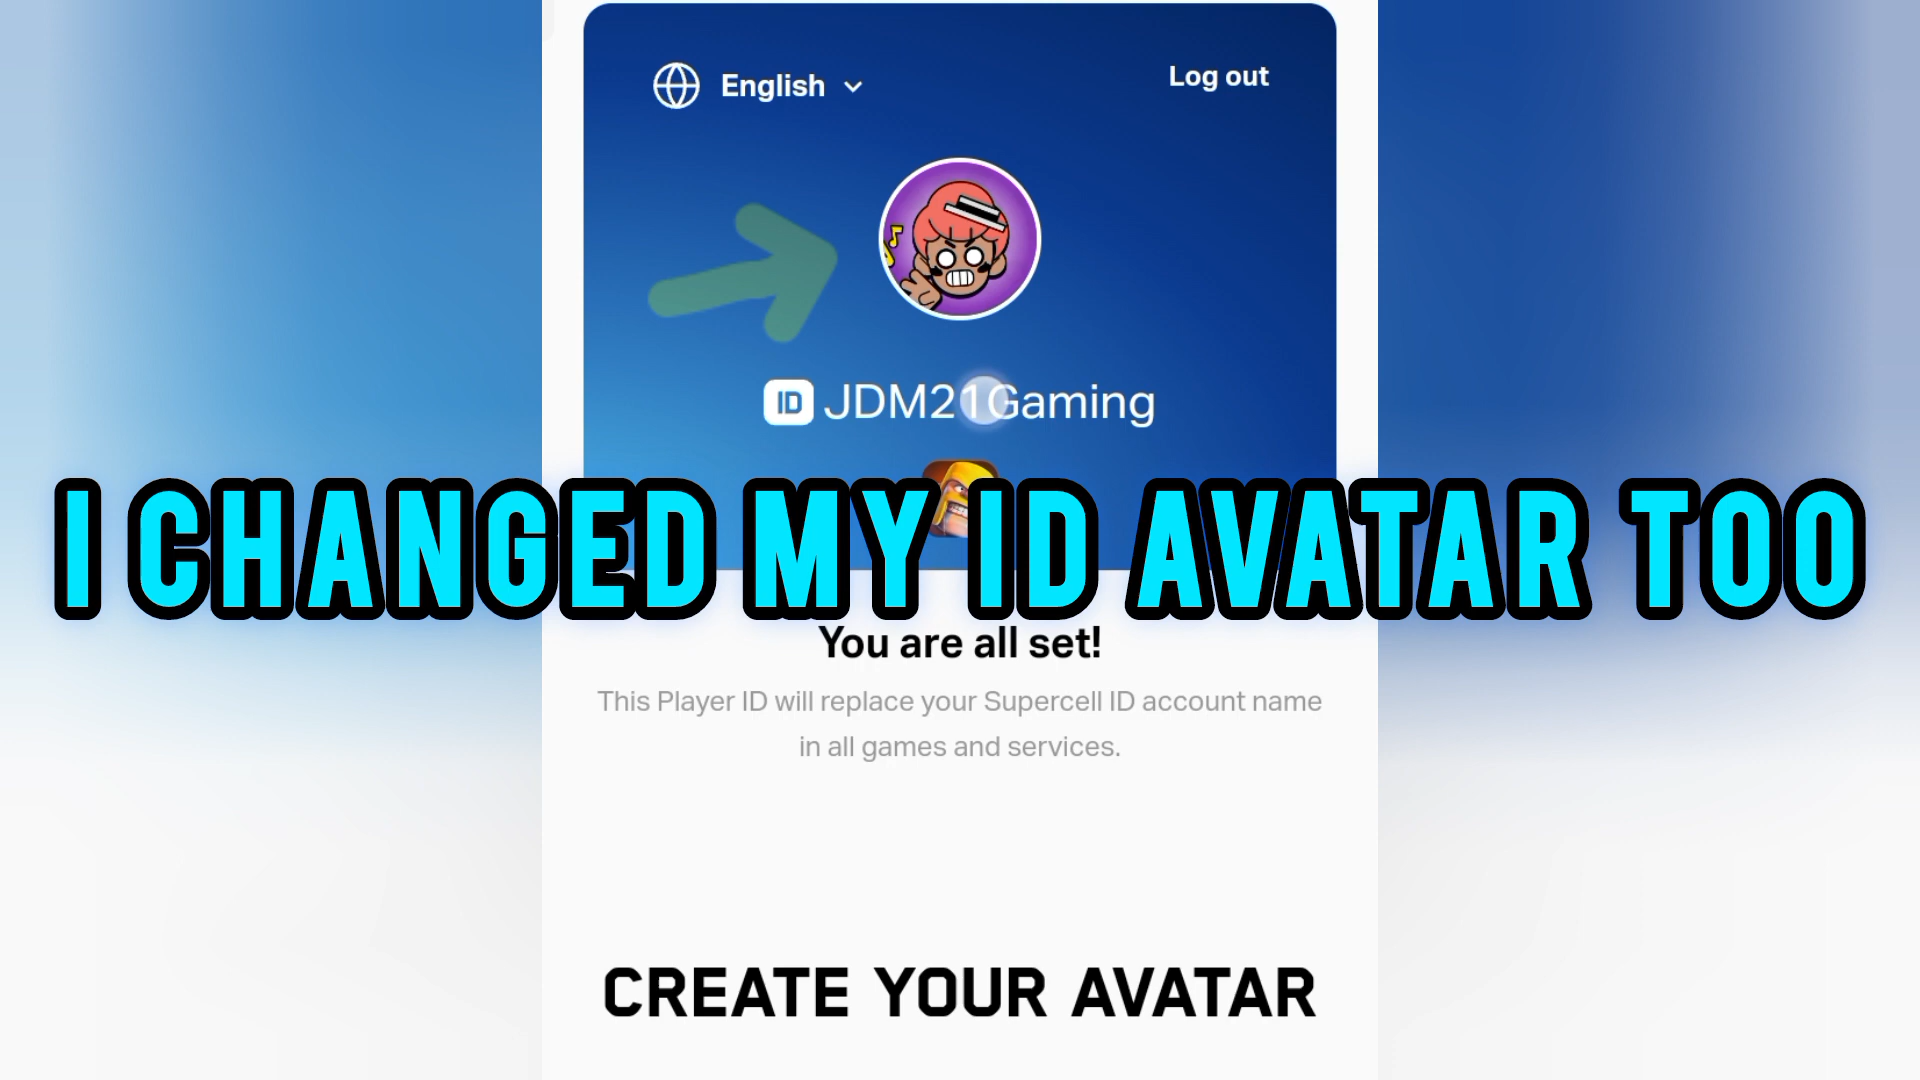 English
Log out
ID JDM21Gaming
I CHANGED MY ID AVATAR TOO
You are all set!
This Player ID will replace your Supercell ID account name
in all games and services.
CREATE YOUR AVATAR